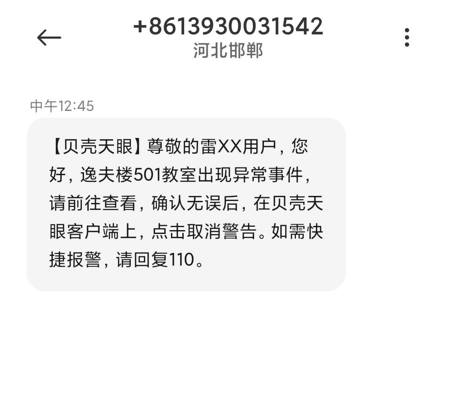 +8613930031542
河北邯郸
中午12:45
【贝壳天眼】尊敬的雷XX用户，您
好，逸夫楼501教室出现异常事件，
请前往查看，确认无误后，在贝壳天
眼客户端上，点击取消警告。如需快
捷报警，请回复110。